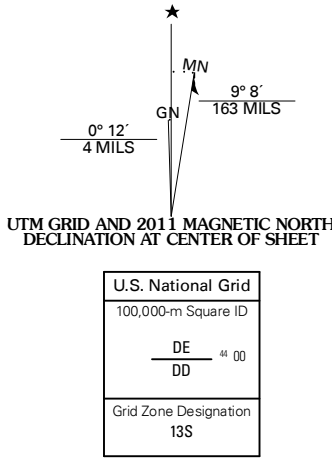 ★
MN
GN
9° 8´
163 MILS
0° 12´
4 MILS
UTM GRID AND 2011 MAGNETIC NORTH
DECLINATION AT CENTER OF SHEET
U.S. National Grid
100,000-m Square ID
DE
44 00
DD
Grid Zone Designation
13S